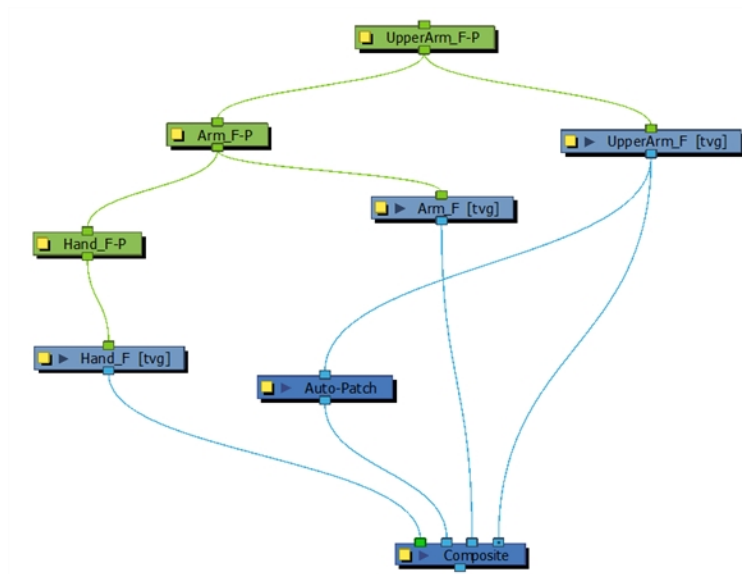 UpperArm_F-P
Arm_F-P
UpperArm_F [tvg]
Arm_F [tvg]
Hand_F-P
Hand_F [tvg]
Auto-Patch
Composite